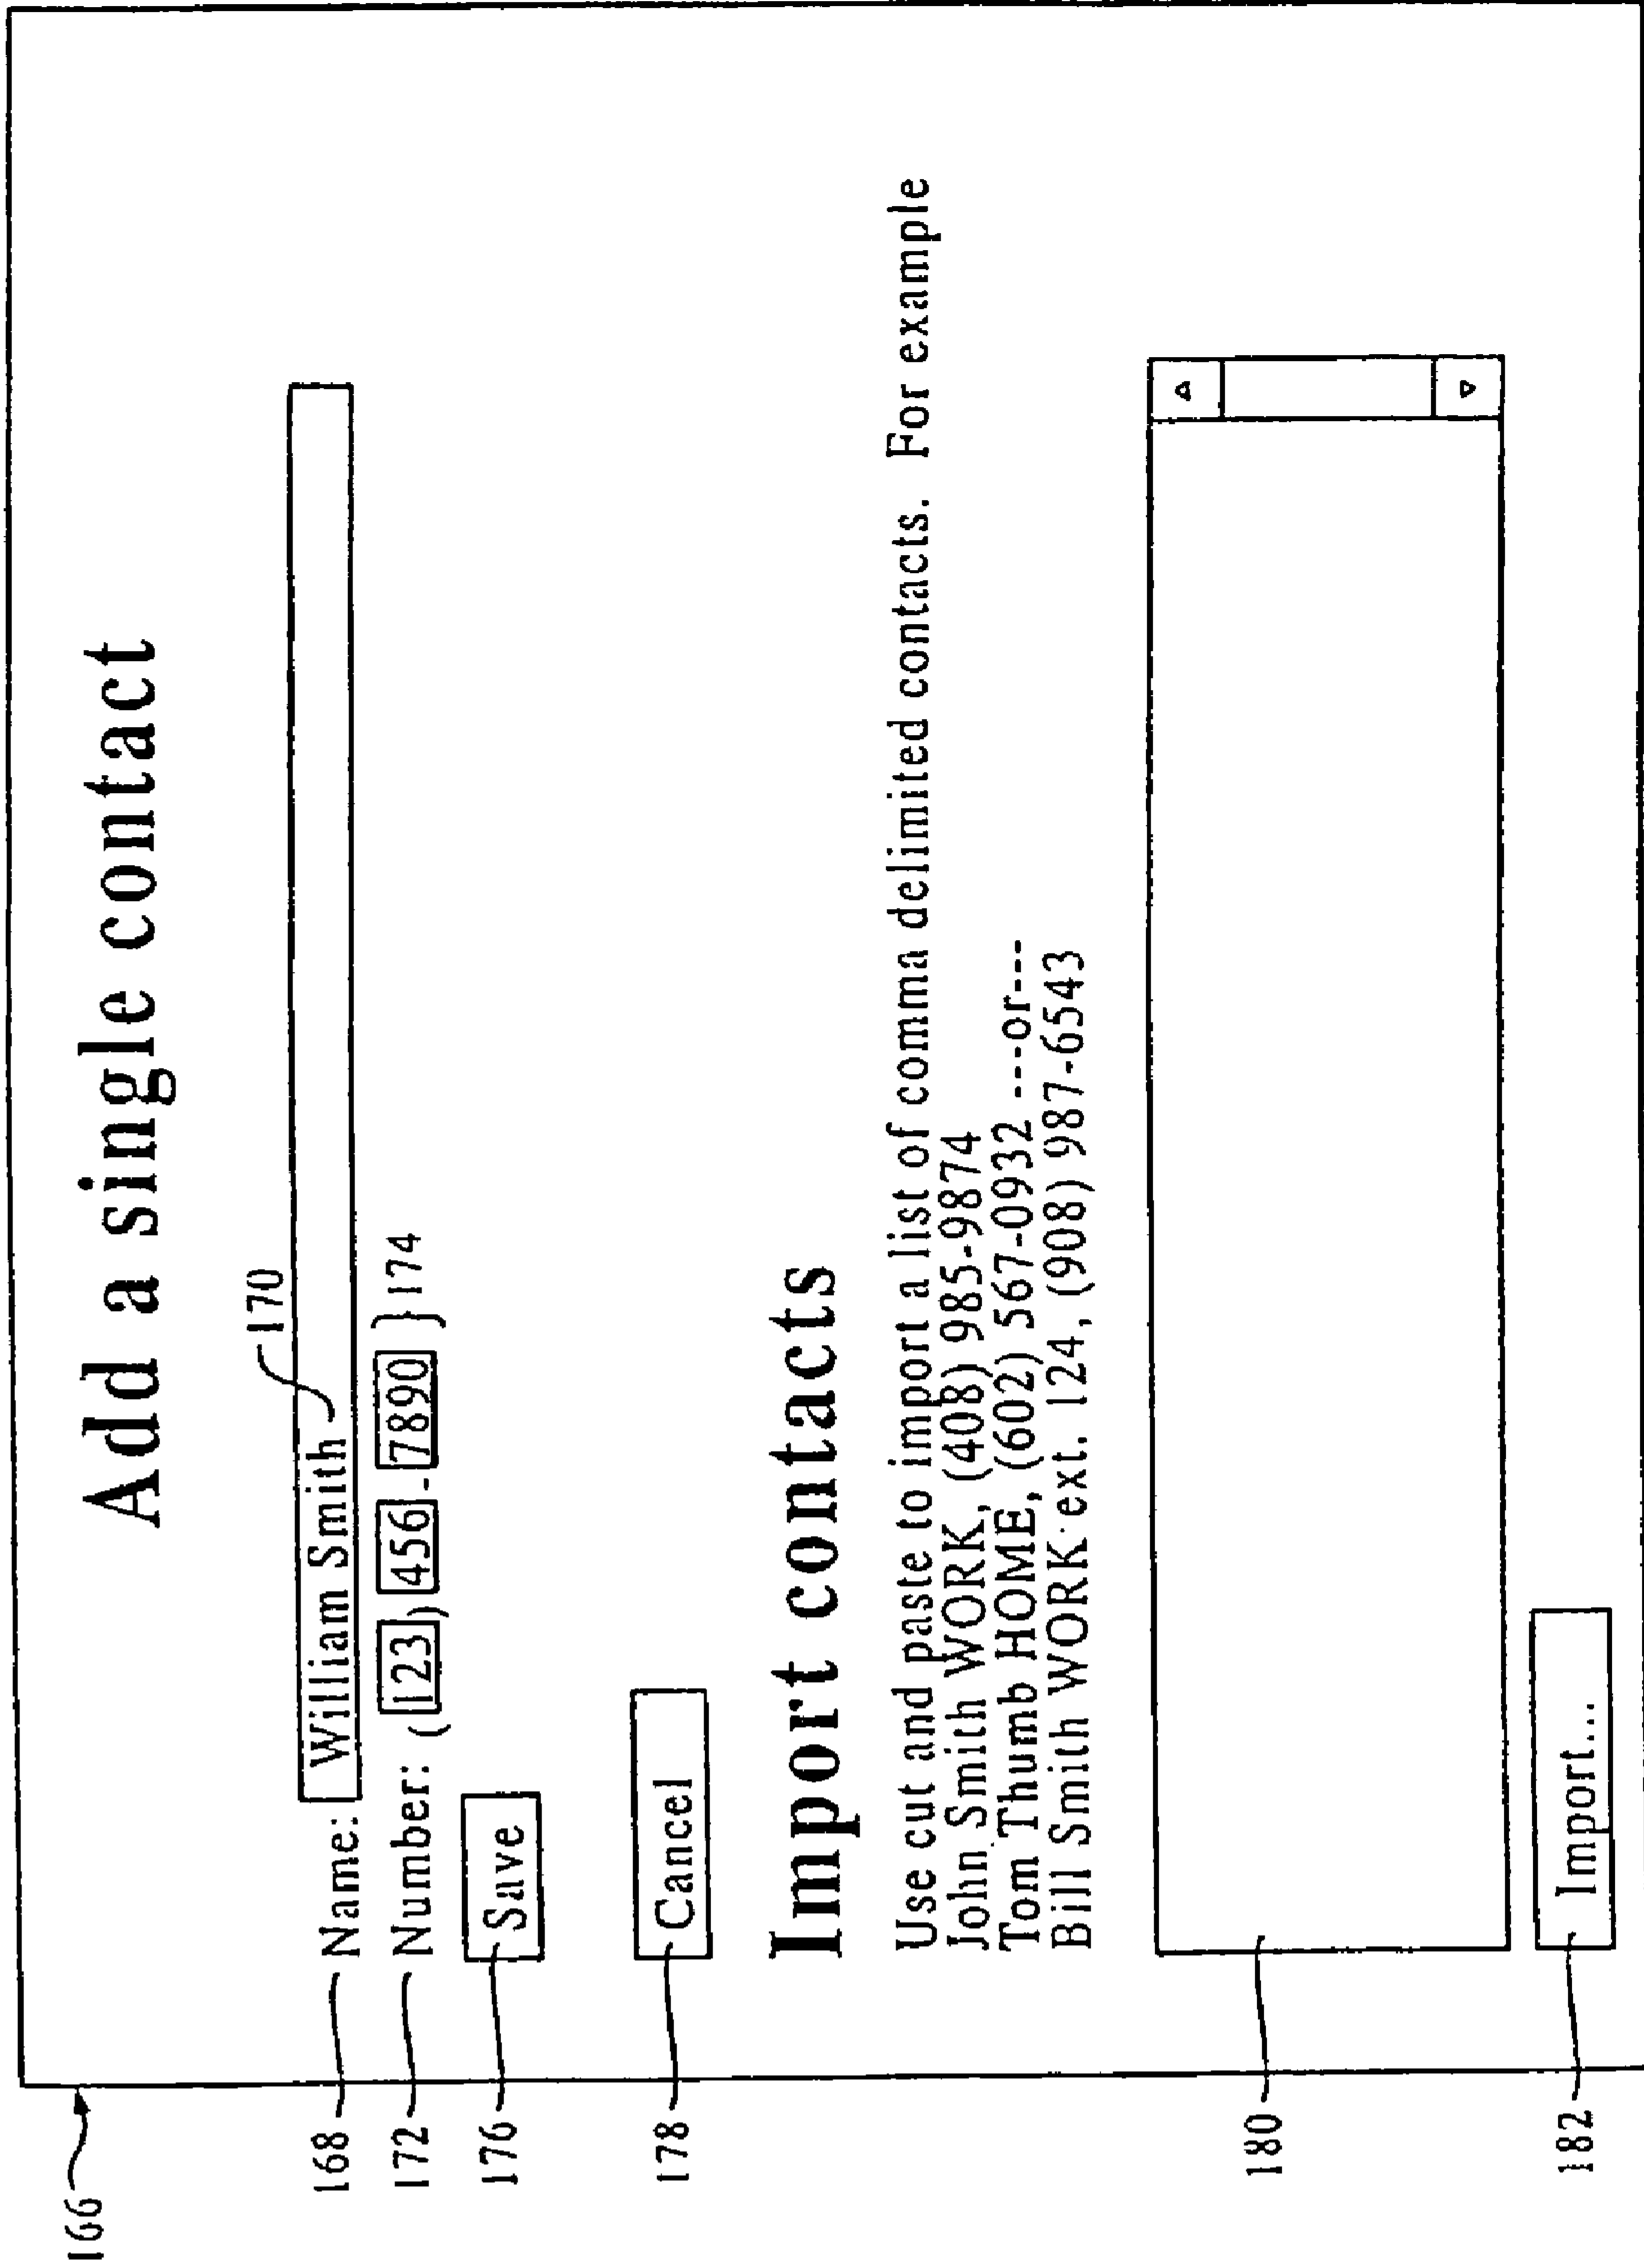 166
Add a single contact
170
168 Name: William Smith
172 Number: (123) 456-7890 }174
176 Save
178 Cancel
Import contacts
Use cut and paste to import a list of comma delimited contacts. For example
John Smith WORK, (408) 985-9874
Tom Thumb HOME, (602) 567-0932 ---or---
Bill Smith WORK ext. 124, (908) 987-6543
180
182 Import...